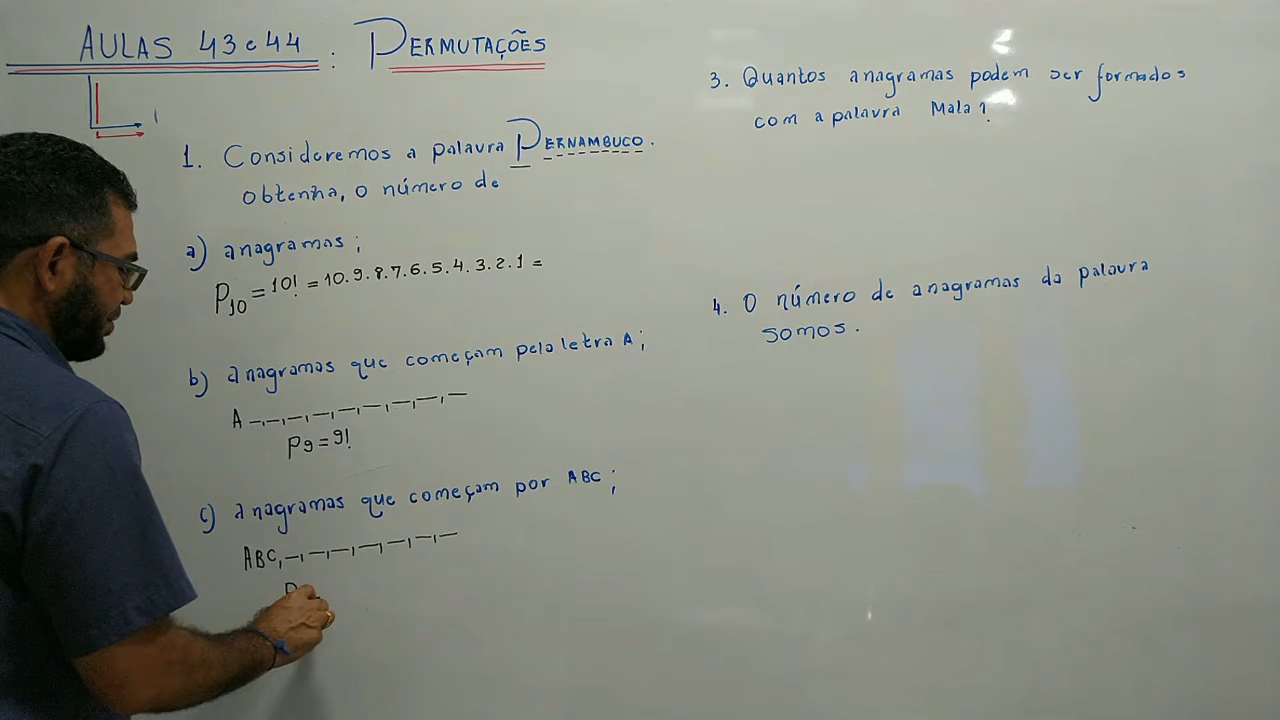 AULAS 43 e 44 : PERMUTAÇÕES
1. Consideremos a palavra PERNAMBUCO.
obtenha, o número de
a) anagramas;
P10 = 10! = 10.9.8.7.6.5.4.3.2.1 =
b) anagramas que começam pela letra A;
A _,_,_,_,_,_,_,_,_
P9 = 9!
c) anagramas que começam por ABC;
ABC,_,_,_,_,_,_,_
P
3. Quantos anagramas podem ser formados
com a palavra Mala?
4. O número de anagramas da palavra
somos.